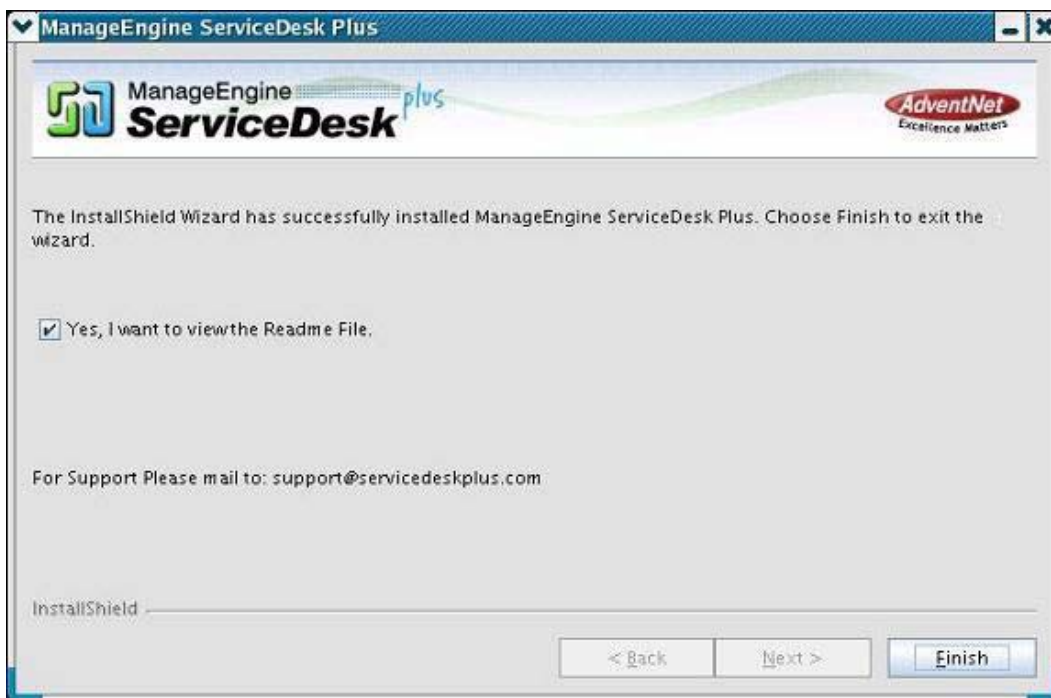 ManageEngine ServiceDesk Plus
ManageEngine
ServiceDesk plus
AdventNet
Excellence Matters
The InstallShield Wizard has successfully installed ManageEngine ServiceDesk Plus. Choose Finish to exit the
wizard.
Yes, I want to view the Readme File.
For Support Please mail to: support@servicedeskplus.com
InstallShield
< Back
Next >
Finish